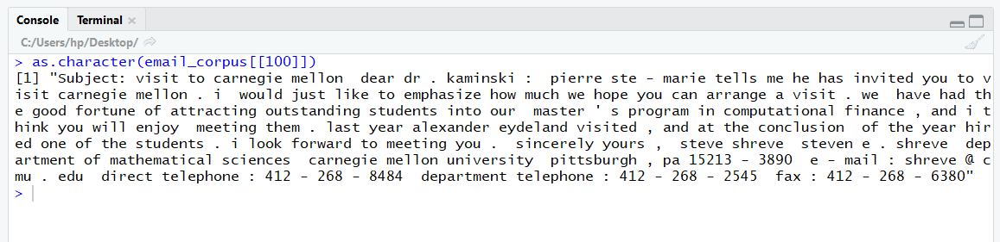 Console Terminal ×
C:/Users/hp/Desktop/
> as.character(email_corpus[[100]])
[1] "Subject: visit to carnegie mellon  dear dr . kaminski :  pierre ste - marie tells me he has invited you to v
isit carnegie mellon . i  would just like to emphasize how much we hope you can arrange a visit . we  have had th
e good fortune of attracting outstanding students into our  master ' s program in computational finance , and i t
hink you will enjoy  meeting them . last year alexander eydeland visited , and at the conclusion  of the year hir
ed one of the students . i look forward to meeting you .  sincerely yours ,  steve shreve  steven e . shreve  dep
artment of mathematical sciences  carnegie mellon university  pittsburgh , pa 15213 - 3890  e - mail : shreve @ c
mu . edu  direct telephone : 412 - 268 - 8484  department telephone : 412 - 268 - 2545  fax : 412 - 268 - 6380"
>